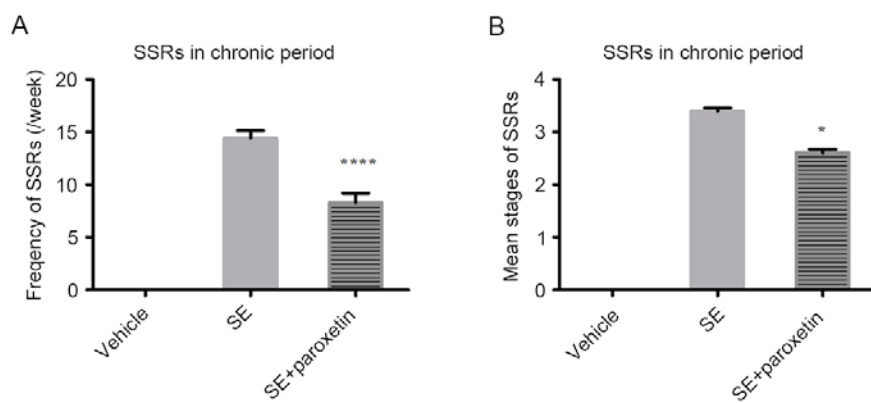 A
SSRs in chronic period
Freqency of SSRs (/week)
20
15
10
5
0
****
Vehicle
SE
SE+paroxetin
B
SSRs in chronic period
Mean stages of SSRs
4
3
2
1
0
*
Vehicle
SE
SE+paroxetin